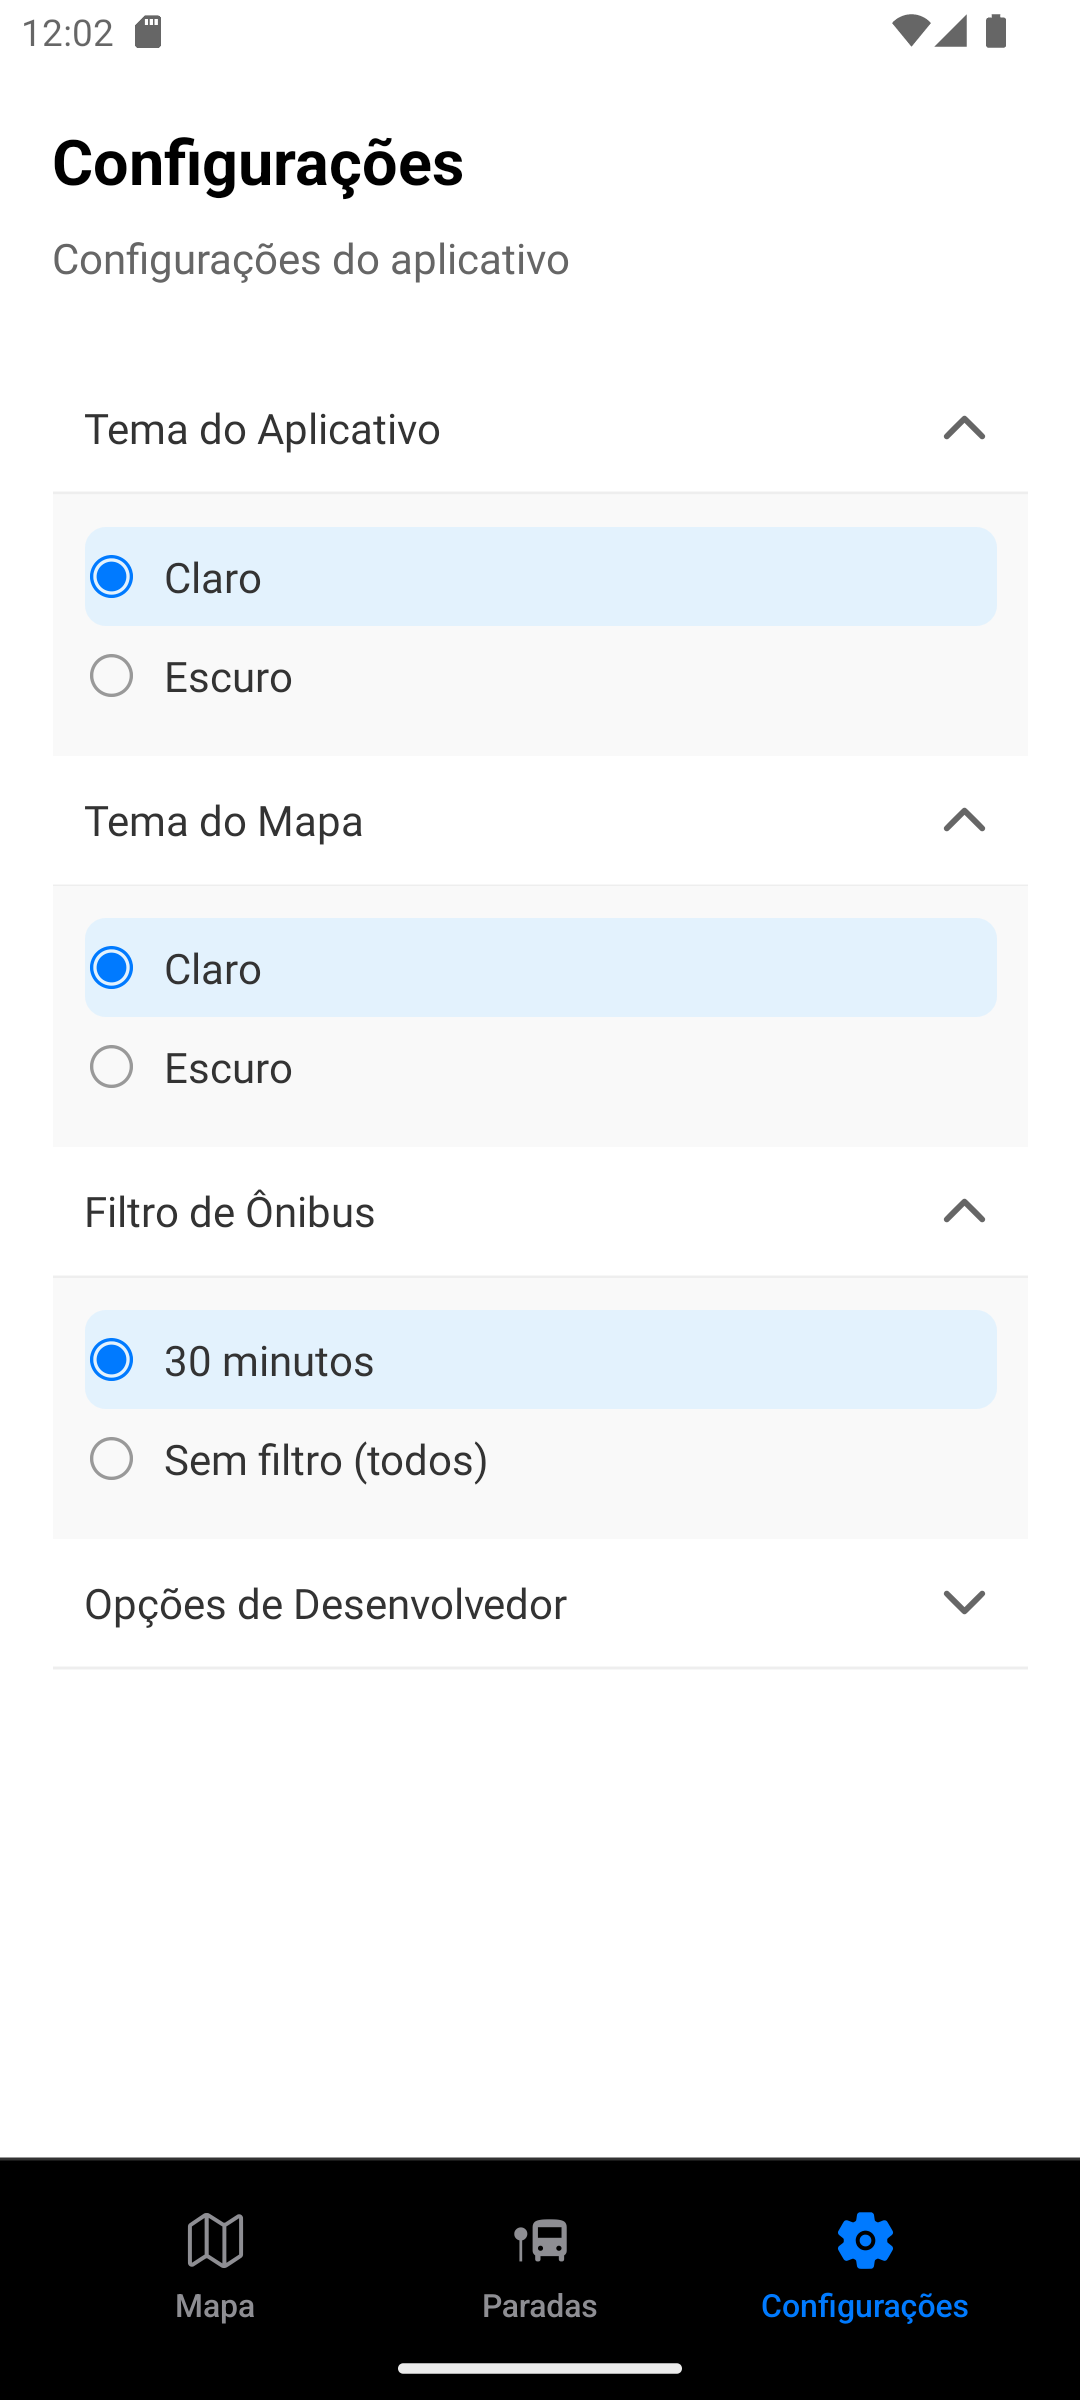 12:02
Configurações
Configurações do aplicativo
Tema do Aplicativo
Claro
Escuro
Tema do Mapa
Claro
Escuro
Filtro de Ônibus
30 minutos
Sem filtro (todos)
Opções de Desenvolvedor
Mapa
Paradas
Configurações